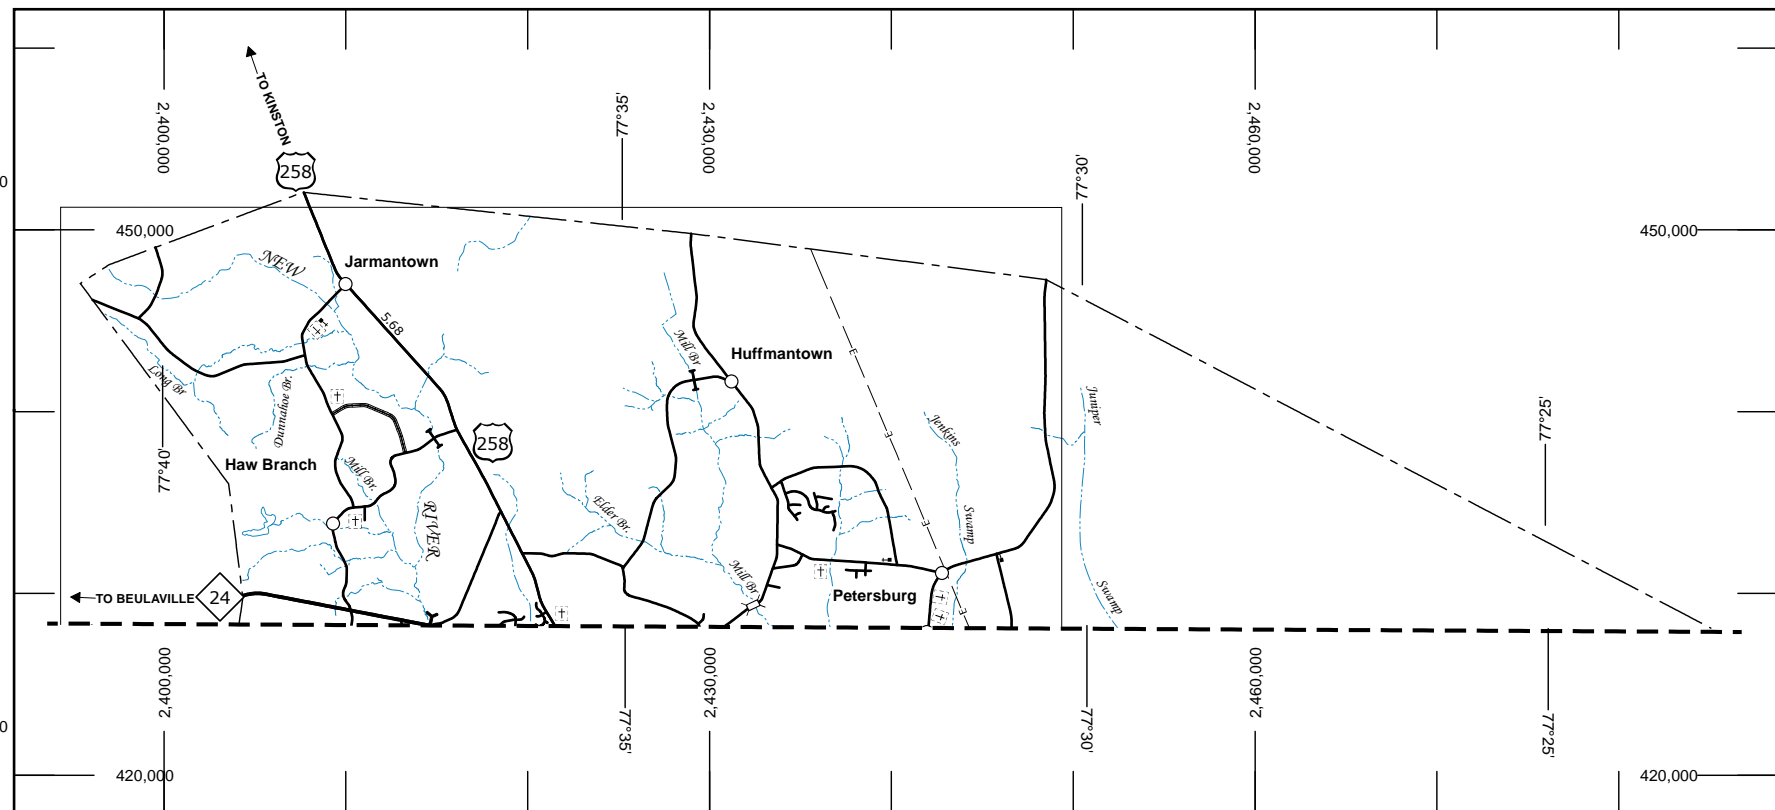 TO KINSTON
258
2,400,000
77°35'
2,430,000
77°30'
2,460,000
0
450,000
450,000
NEW
Jarmantown
5.68
Mill Br.
Huffmantown
Long Br
Dunnahoe Br.
E
Juniper
77°25'
Jenkins
E
258
77°40'
Haw Branch
Mill Br.
Elder Br.
RIVER
Swamp
E
Mill Br
TO BEULAVILLE
24
Petersburg
E
Swamp
2,400,000
77°35'
2,430,000
77°30'
2,460,000
77°25'
0
420,000
420,000